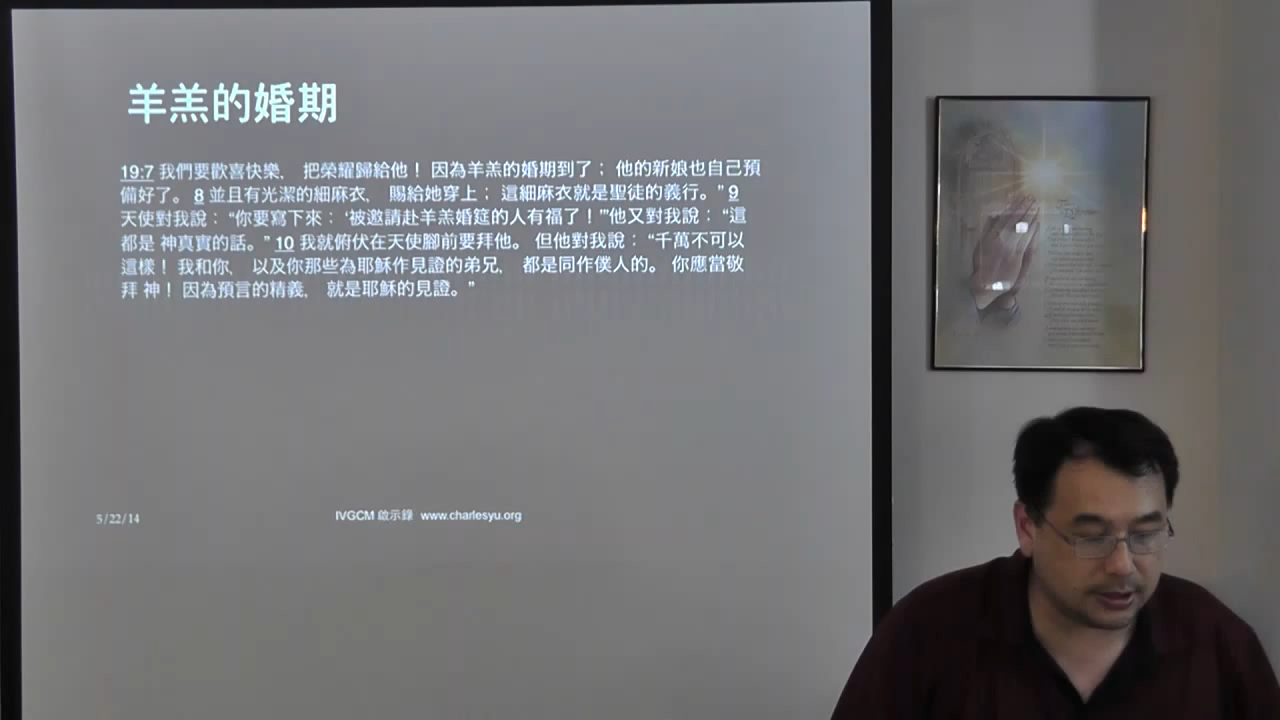 羊羔的婚期
19:7 我們要歡喜快樂、 把榮耀歸給他！ 因為羊羔的婚期到了； 他的新娘也自己預
備好了。 8 並且有光潔的細麻衣、 賜給她穿上； 這細麻衣就是聖徒的義行。” 9
天使對我說： “你要寫下來： ‘被邀請赴羊羔婚筵的人有福了！’”他又對我說： “這
都是 神真實的話。” 10 我就俯伏在天使腳前要拜他。 但他對我說： “千萬不可以
這樣！ 我和你、 以及你那些為耶穌作見證的弟兄、 都是同作僕人的。 你應當敬
拜 神！ 因為預言的精義、 就是耶穌的見證。”
5/22/14
IVGCM 啟示錄 www.charlesyu.org